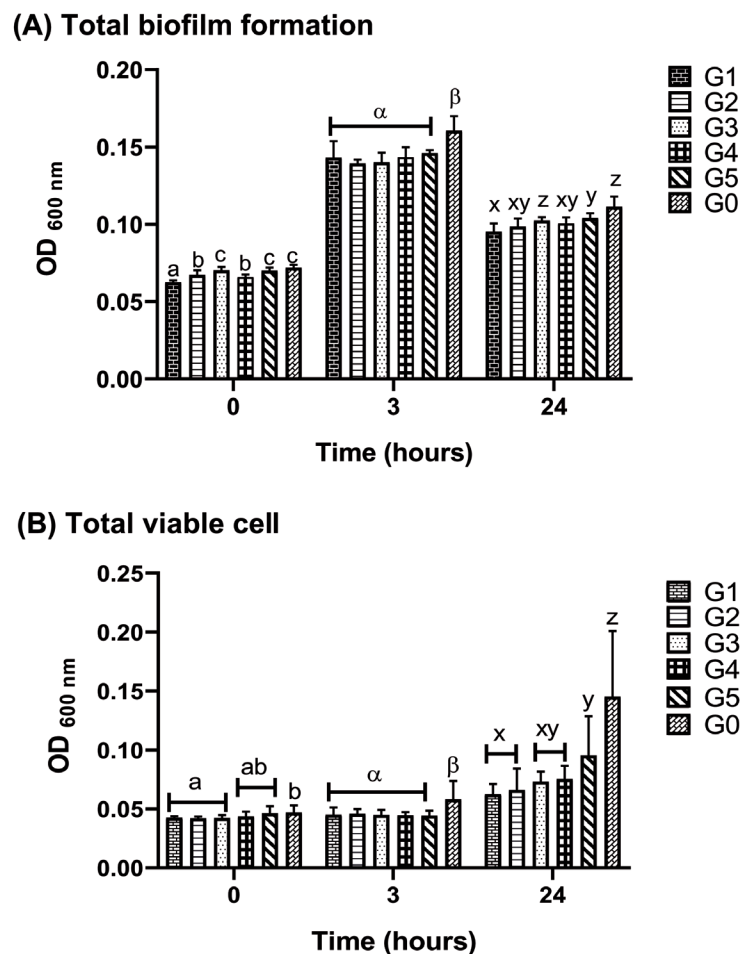 (A) Total biofilm formation
0.20
0.15
0.10
0.05
0.00
OD 600 nm
a b c b c c
α
β
x xy z xy y z
0 3 24
Time (hours)
G1
G2
G3
G4
G5
G0
(B) Total viable cell
0.25
0.20
0.15
0.10
0.05
0.00
OD 600 nm
a ab b
α
β
x xy y z
0 3 24
Time (hours)
G1
G2
G3
G4
G5
G0